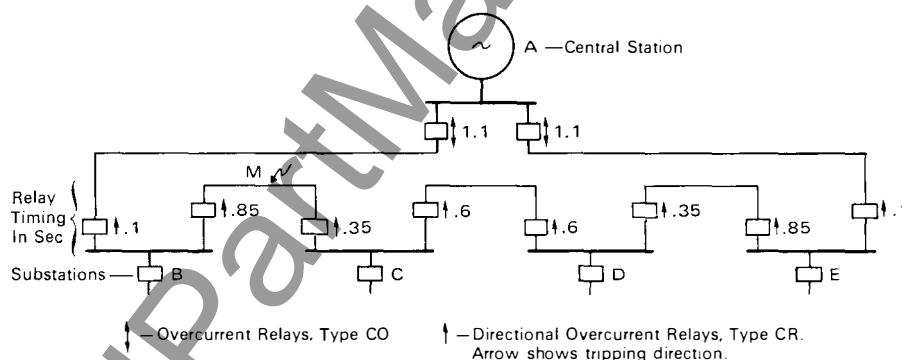 A —Central Station
1.1
1.1
M
Relay
Timing
In Sec
.1
.85
.35
.6
.6
.35
.85
Substations—
B
C
D
E
—Overcurrent Relays, Type CO
—Directional Overcurrent Relays, Type CR.
Arrow shows tripping direction.